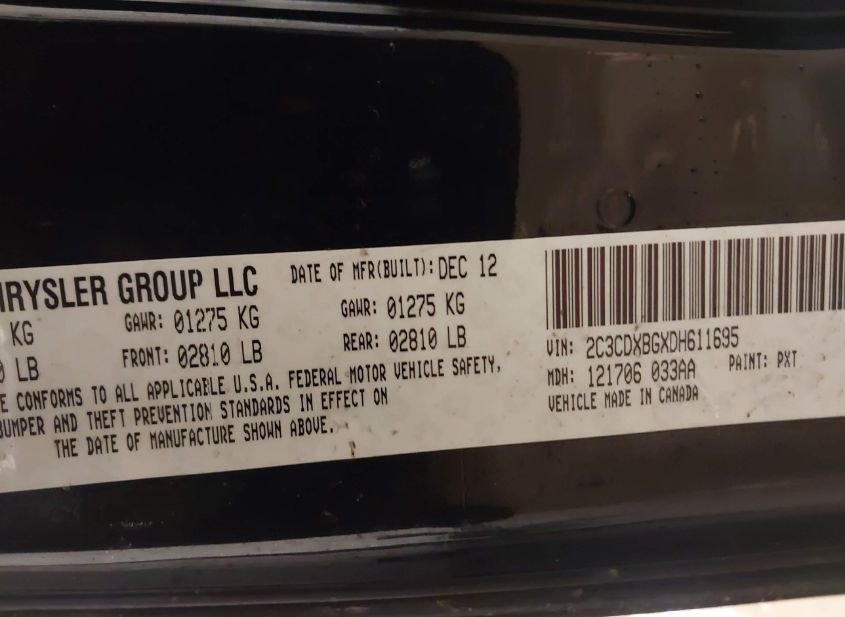 HRYSLER GROUP LLC
DATE OF MFR(BUILT): DEC 12
KG
GAWR: 01275 KG
GAWR: 01275 KG
LB
FRONT: 02810 LB
REAR: 02810 LB
E CONFORMS TO ALL APPLICABLE U.S.A. FEDERAL MOTOR VEHICLE SAFETY,
BUMPER AND THEFT PREVENTION STANDARDS IN EFFECT ON
THE DATE OF MANUFACTURE SHOWN ABOVE.
VIN: 2C3CDXBGXDH611695
MDH: 121706 033AA PAINT: PXT
VEHICLE MADE IN CANADA